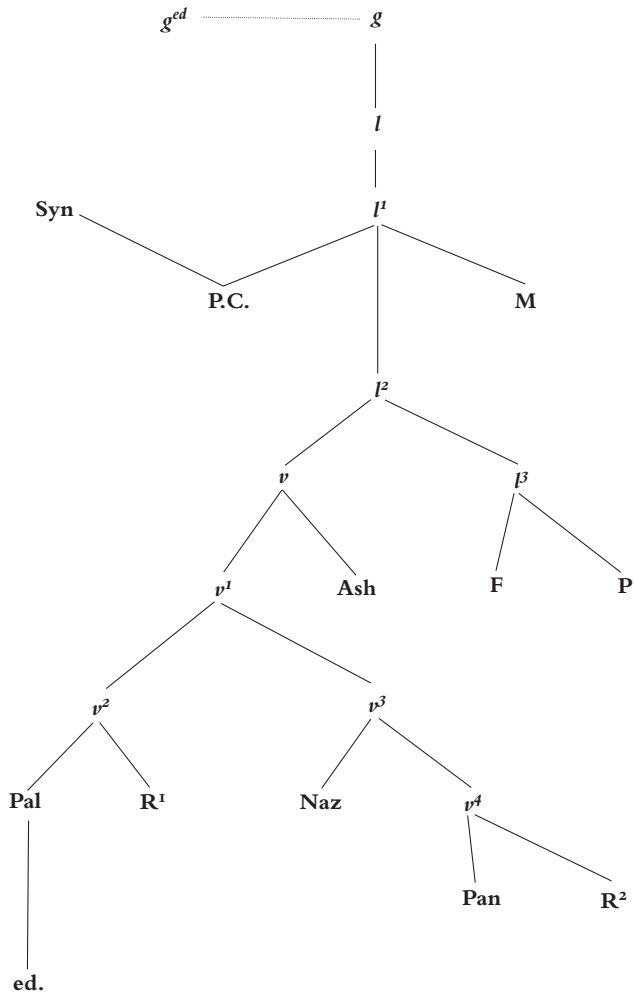 g^ed g
l
Syn l¹
P.C. M
l²
v l³
v¹ Ash F P
v² v³
Pal R¹ Naz v⁴
Pan R²
ed.